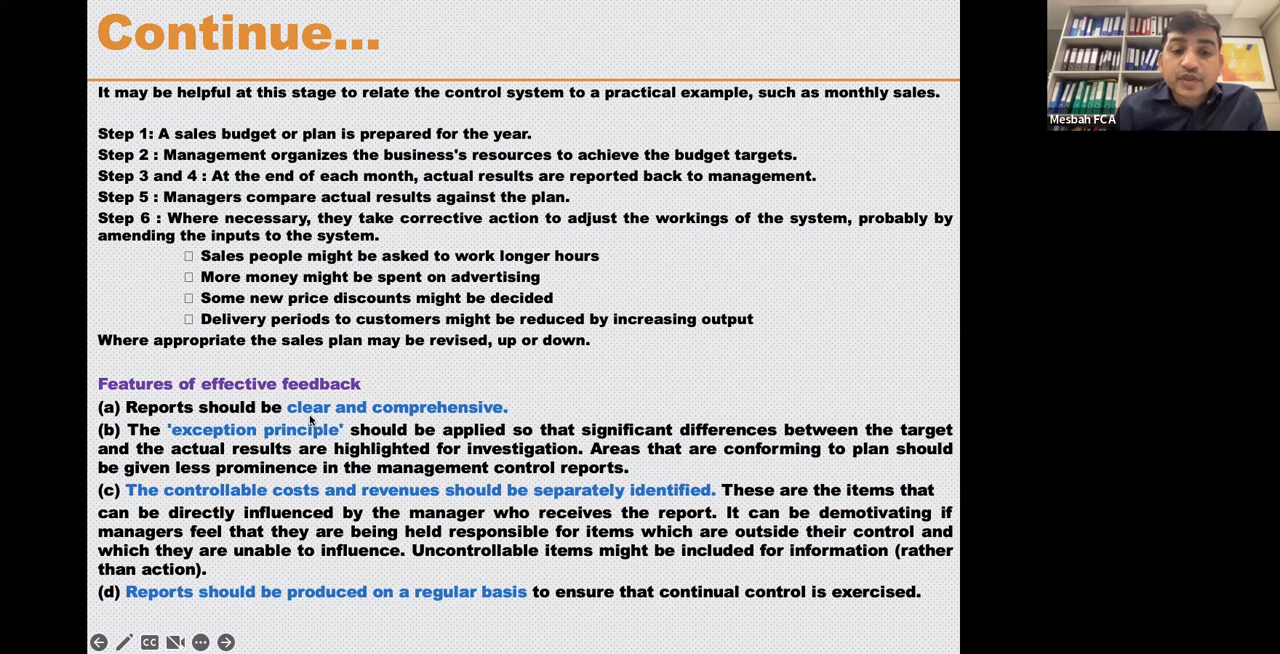 Continue...
It may be helpful at this stage to relate the control system to a practical example, such as monthly sales.
Step 1: A sales budget or plan is prepared for the year.
Step 2 : Management organizes the business's resources to achieve the budget targets.
Step 3 and 4 : At the end of each month, actual results are reported back to management.
Step 5 : Managers compare actual results against the plan.
Step 6 : Where necessary, they take corrective action to adjust the workings of the system, probably by
amending the inputs to the system.
□ Sales people might be asked to work longer hours
□ More money might be spent on advertising
□ Some new price discounts might be decided
□ Delivery periods to customers might be reduced by increasing output
Where appropriate the sales plan may be revised, up or down.
Features of effective feedback
(a) Reports should be clear and comprehensive.
(b) The 'exception principle' should be applied so that significant differences between the target
and the actual results are highlighted for investigation. Areas that are conforming to plan should
be given less prominence in the management control reports.
(c) The controllable costs and revenues should be separately identified. These are the items that
can be directly influenced by the manager who receives the report. It can be demotivating if
managers feel that they are being held responsible for items which are outside their control and
which they are unable to influence. Uncontrollable items might be included for information (rather
than action).
(d) Reports should be produced on a regular basis to ensure that continual control is exercised.
CC
Mesbah FCA